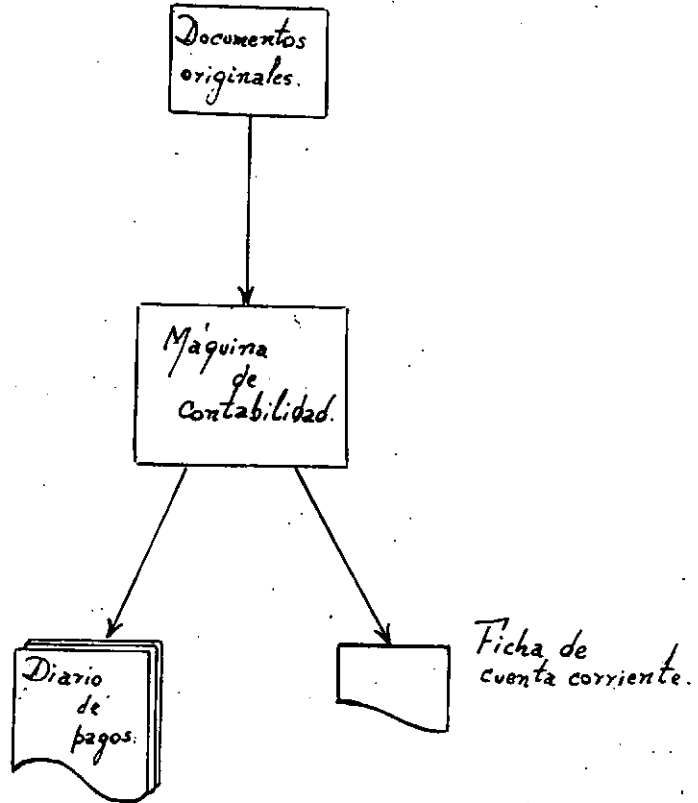 Documentos
originales.
Máquina
de
Contabilidad.
Diario
de
pagos.
Ficha de
cuenta corriente.